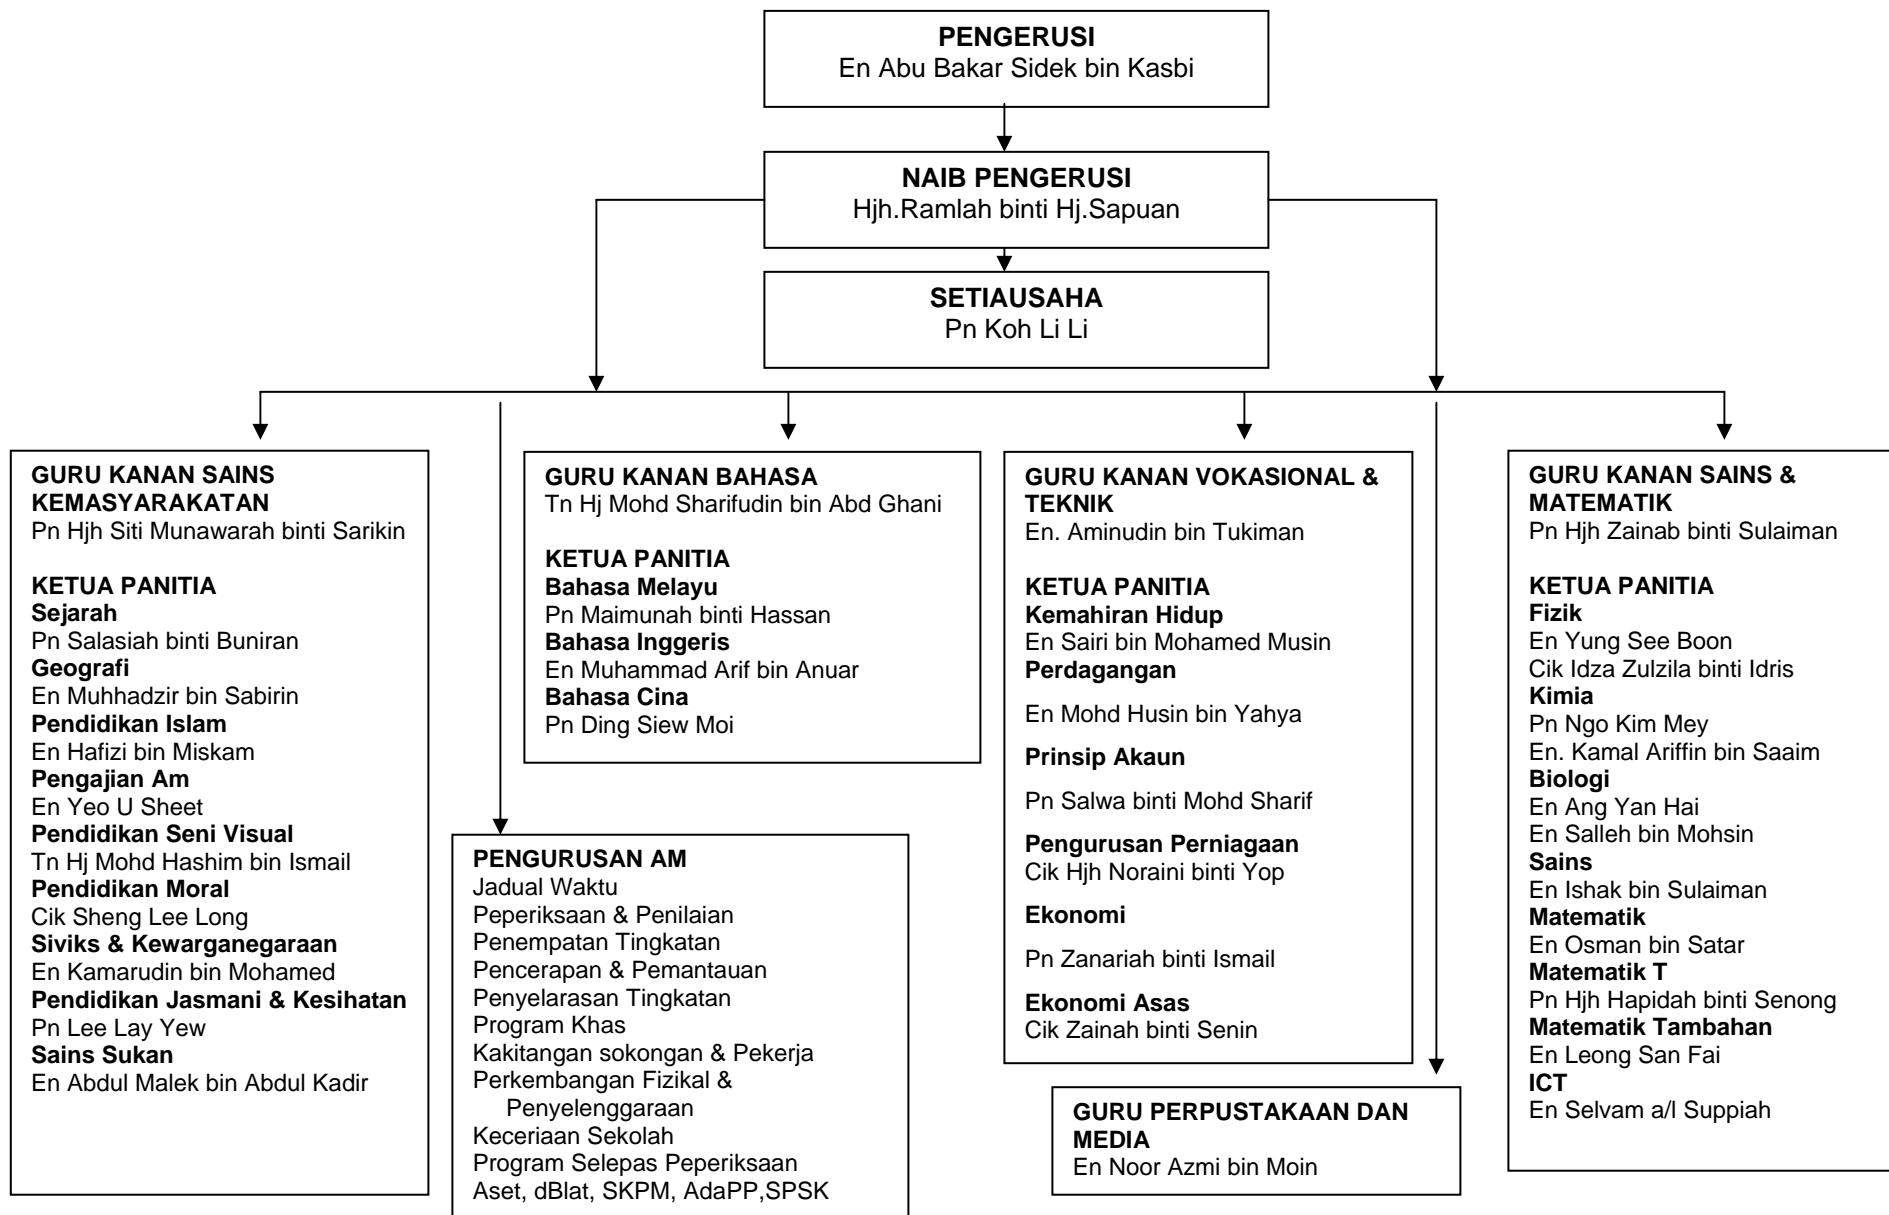 PENGERUSI
En Abu Bakar Sidek bin Kasbi
NAIB PENGERUSI
Hjh.Ramlah binti Hj.Sapuan
SETIAUSAHA
Pn Koh Li Li
GURU KANAN SAINS
KEMASYARAKATAN
Pn Hjh Siti Munawarah binti Sarikin
KETUA PANITIA
Sejarah
Pn Salasiah binti Buniran
Geografi
En Muhhadzir bin Sabirin
Pendidikan Islam
En Hafizi bin Miskam
Pengajian Am
En Yeo U Sheet
Pendidikan Seni Visual
Tn Hj Mohd Hashim bin Ismail
Pendidikan Moral
Cik Sheng Lee Long
Siviks & Kewarganegaraan
En Kamarudin bin Mohamed
Pendidikan Jasmani & Kesihatan
Pn Lee Lay Yew
Sains Sukan
En Abdul Malek bin Abdul Kadir
GURU KANAN BAHASA
Tn Hj Mohd Sharifudin bin Abd Ghani
KETUA PANITIA
Bahasa Melayu
Pn Maimunah binti Hassan
Bahasa Inggeris
En Muhammad Arif bin Anuar
Bahasa Cina
Pn Ding Siew Moi
PENGURUSAN AM
Jadual Waktu
Peperiksaan & Penilaian
Penempatan Tingkatan
Pencerapan & Pemantauan
Penyelarasan Tingkatan
Program Khas
Kakitangan sokongan & Pekerja
Perkembangan Fizikal &
Penyelenggaraan
Keceriaan Sekolah
Program Selepas Peperiksaan
Aset, dBlat, SKPM, AdaPP,SPSK
GURU KANAN VOKASIONAL &
TEKNIK
En. Aminudin bin Tukiman
KETUA PANITIA
Kemahiran Hidup
En Sairi bin Mohamed Musin
Perdagangan
En Mohd Husin bin Yahya
Prinsip Akaun
Pn Salwa binti Mohd Sharif
Pengurusan Perniagaan
Cik Hjh Noraini binti Yop
Ekonomi
Pn Zanariah binti Ismail
Ekonomi Asas
Cik Zainah binti Senin
GURU PERPUSTAKAAN DAN
MEDIA
En Noor Azmi bin Moin
GURU KANAN SAINS &
MATEMATIK
Pn Hjh Zainab binti Sulaiman
KETUA PANITIA
Fizik
En Yung See Boon
Cik Idza Zulzila binti Idris
Kimia
Pn Ngo Kim Mey
En. Kamal Ariffin bin Saaim
Biologi
En Ang Yan Hai
En Salleh bin Mohsin
Sains
En Ishak bin Sulaiman
Matematik
En Osman bin Satar
Matematik T
Pn Hjh Hapidah binti Senong
Matematik Tambahan
En Leong San Fai
ICT
En Selvam a/l Suppiah